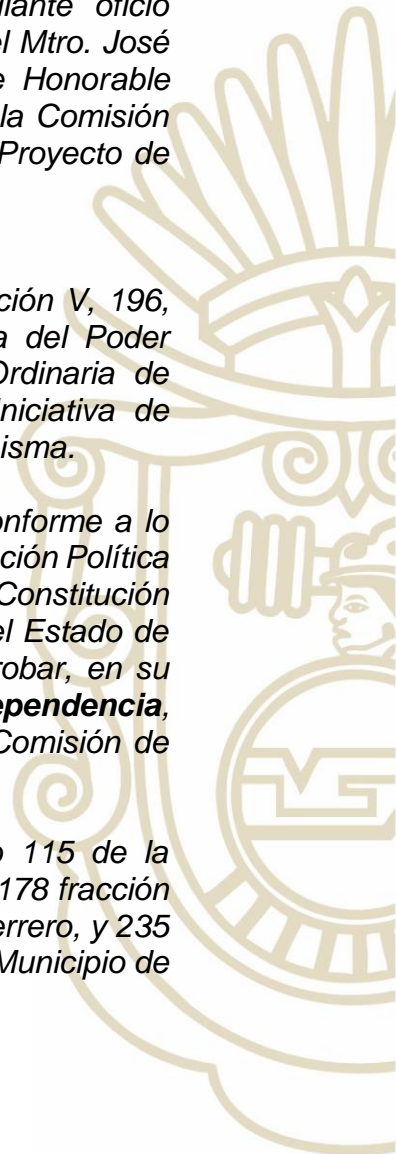 mediante oficio
el Mtro. José
e Honorable
la Comisión
Proyecto de
ción V, 196,
a del Poder
Ordinaria de
Iniciativa de
isma.
onforme a lo
ción Política
Constitución
el Estado de
robar, en su
ependencia,
Comisión de
o 115 de la
178 fracción
errero, y 235
Municipio de